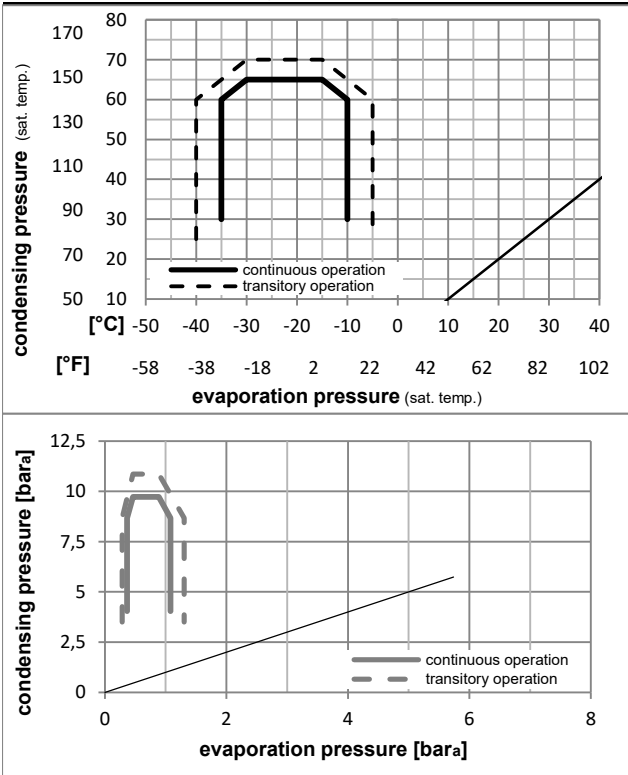 condensing pressure (sat. temp.)
170 80
150 70
60
130 50
110 40
90 30
70 20
50 10
continuous operation
transitory operation
[°C] -50 -40 -30 -20 -10 0 10 20 30 40
[°F] -58 -38 -18 2 22 42 62 82 102
evaporation pressure (sat. temp.)
condensing pressure [bara]
12,5
10
7,5
5
2,5
0
continuous operation
transitory operation
0 2 4 6 8
evaporation pressure [bara]